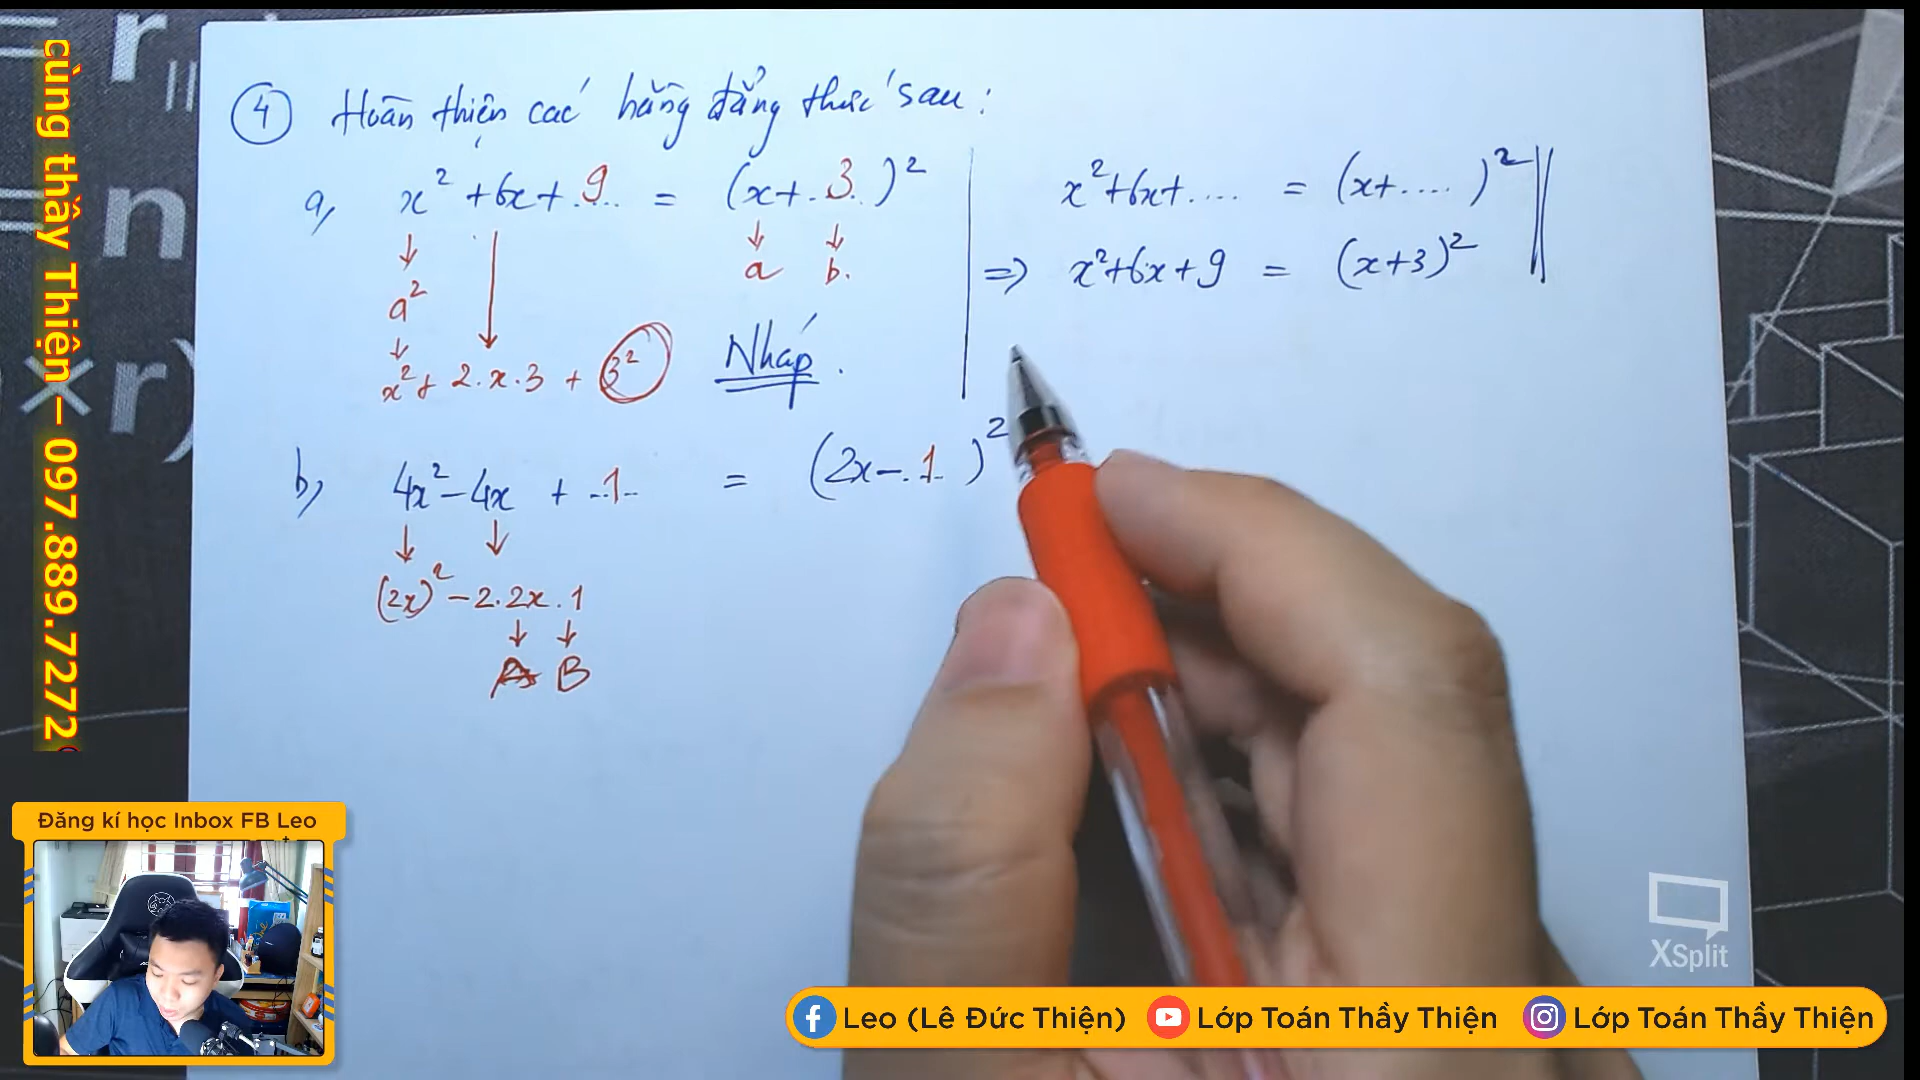 cùng thầy Thiện – 097.889.7272
④ Hoàn thiện các hằng đẳng thức sau:
a, x² + 6x + ..9.. = (x + ..3..)²
↓ ↓ ↓ ↓
a² a b.
↓
x² + 2.x.3 + 3² Nháp.
x² + 6x + .... = (x + ....)²
=> x² + 6x + 9 = (x + 3)²
b, 4x² - 4x + ..1.. = (2x - ..1..)²
↓ ↓
(2x)² - 2.2x.1
↓ ↓
A B
= r
= n
×r)
Đăng kí học Inbox FB Leo
XSplit
Leo (Lê Đức Thiện) Lớp Toán Thầy Thiện Lớp Toán Thầy Thiện